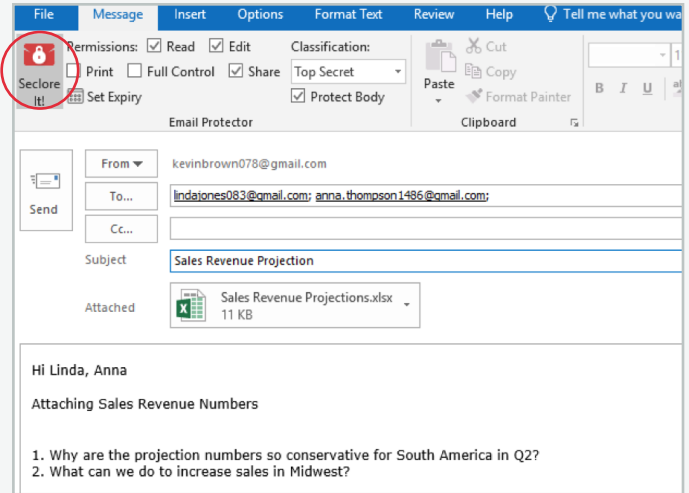 File Message Insert Options Format Text Review Help Tell me what you wa
Permissions: Read Edit Classification:
Print Full Control Share Top Secret
Set Expiry Protect Body
Seclore
It!
Email Protector
Paste
Cut
Copy
Format Painter
Clipboard
B I U
From kevinbrown078@gmail.com
Send
To... lindajones083@gmail.com; anna.thompson1486@gmail.com;
Cc...
Subject Sales Revenue Projection
Attached Sales Revenue Projections.xlsx
11 KB
Hi Linda, Anna
Attaching Sales Revenue Numbers
1. Why are the projection numbers so conservative for South America in Q2?
2. What can we do to increase sales in Midwest?